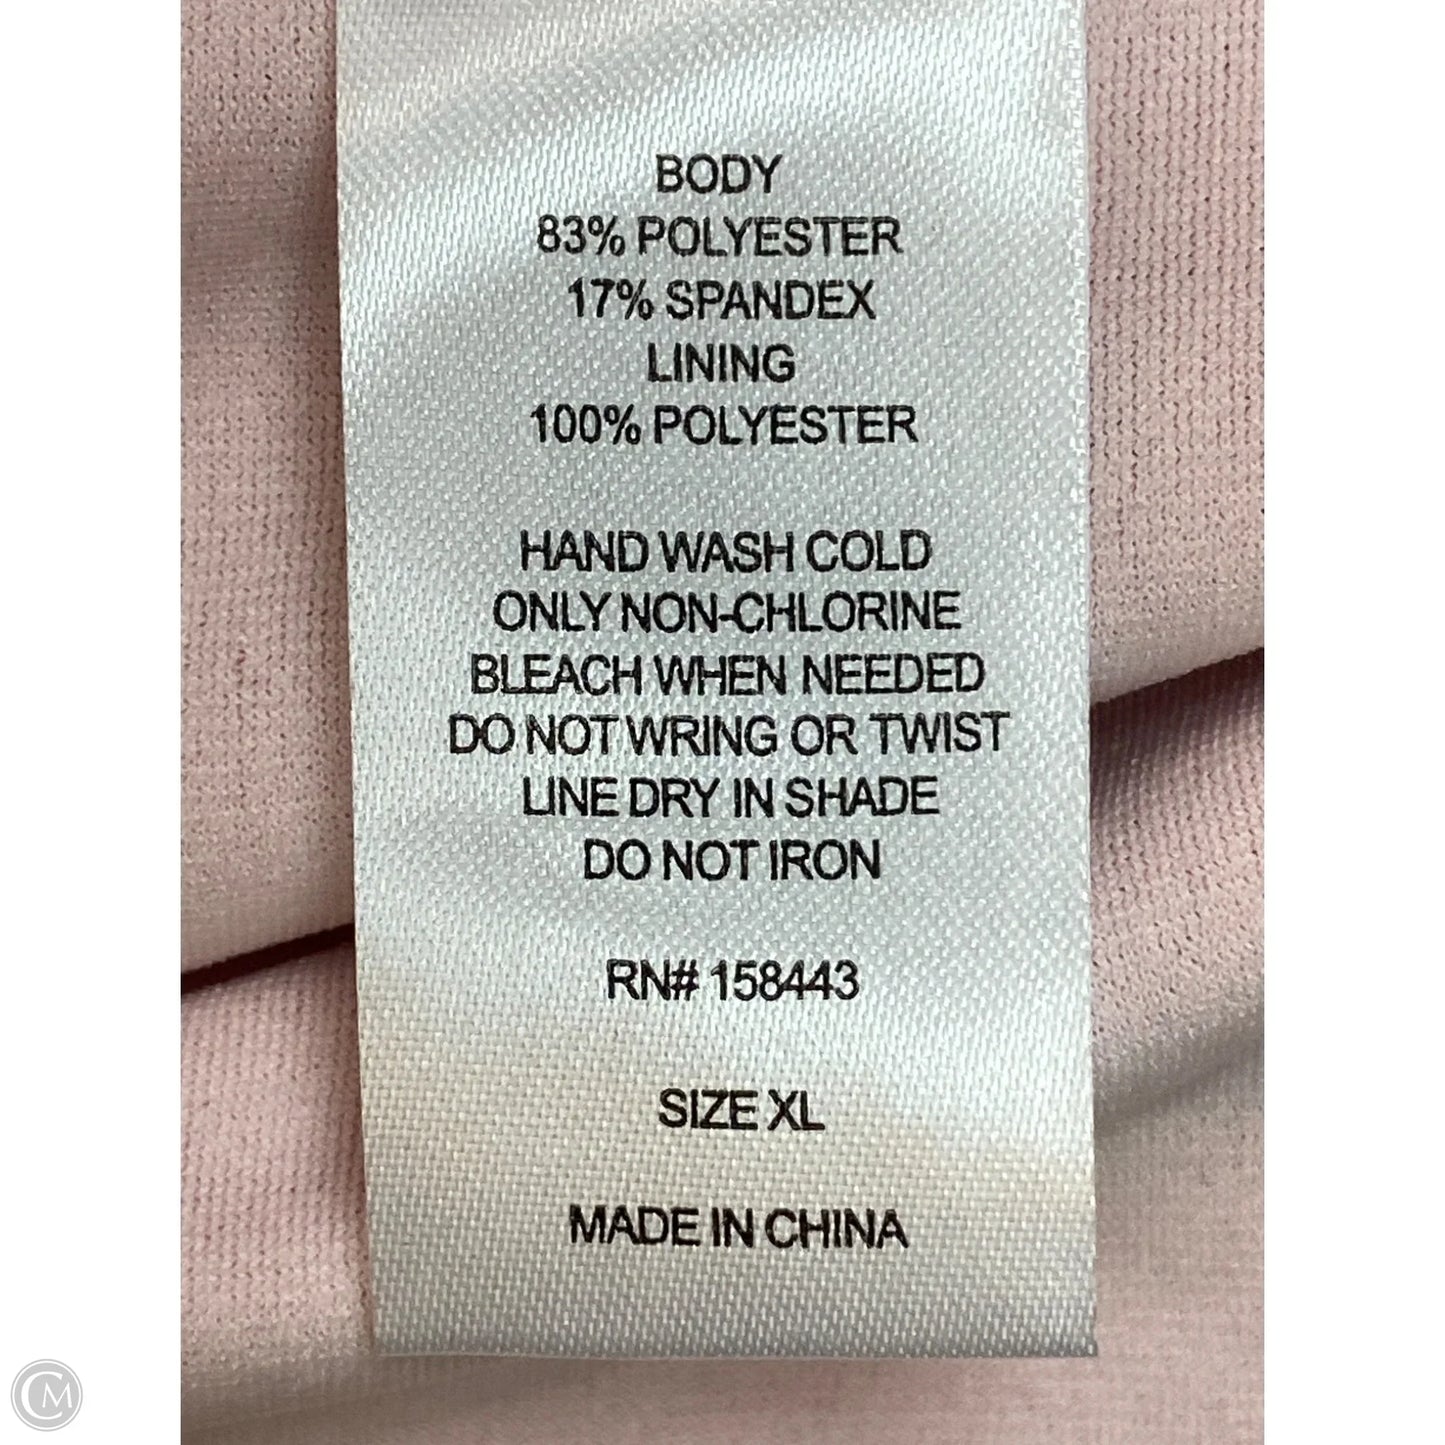 BODY
83% POLYESTER
17% SPANDEX
LINING
100% POLYESTER
HAND WASH COLD
ONLY NON-CHLORINE
BLEACH WHEN NEEDED
DO NOT WRING OR TWIST
LINE DRY IN SHADE
DO NOT IRON
RN# 158443
SIZE XL
MADE IN CHINA
CM